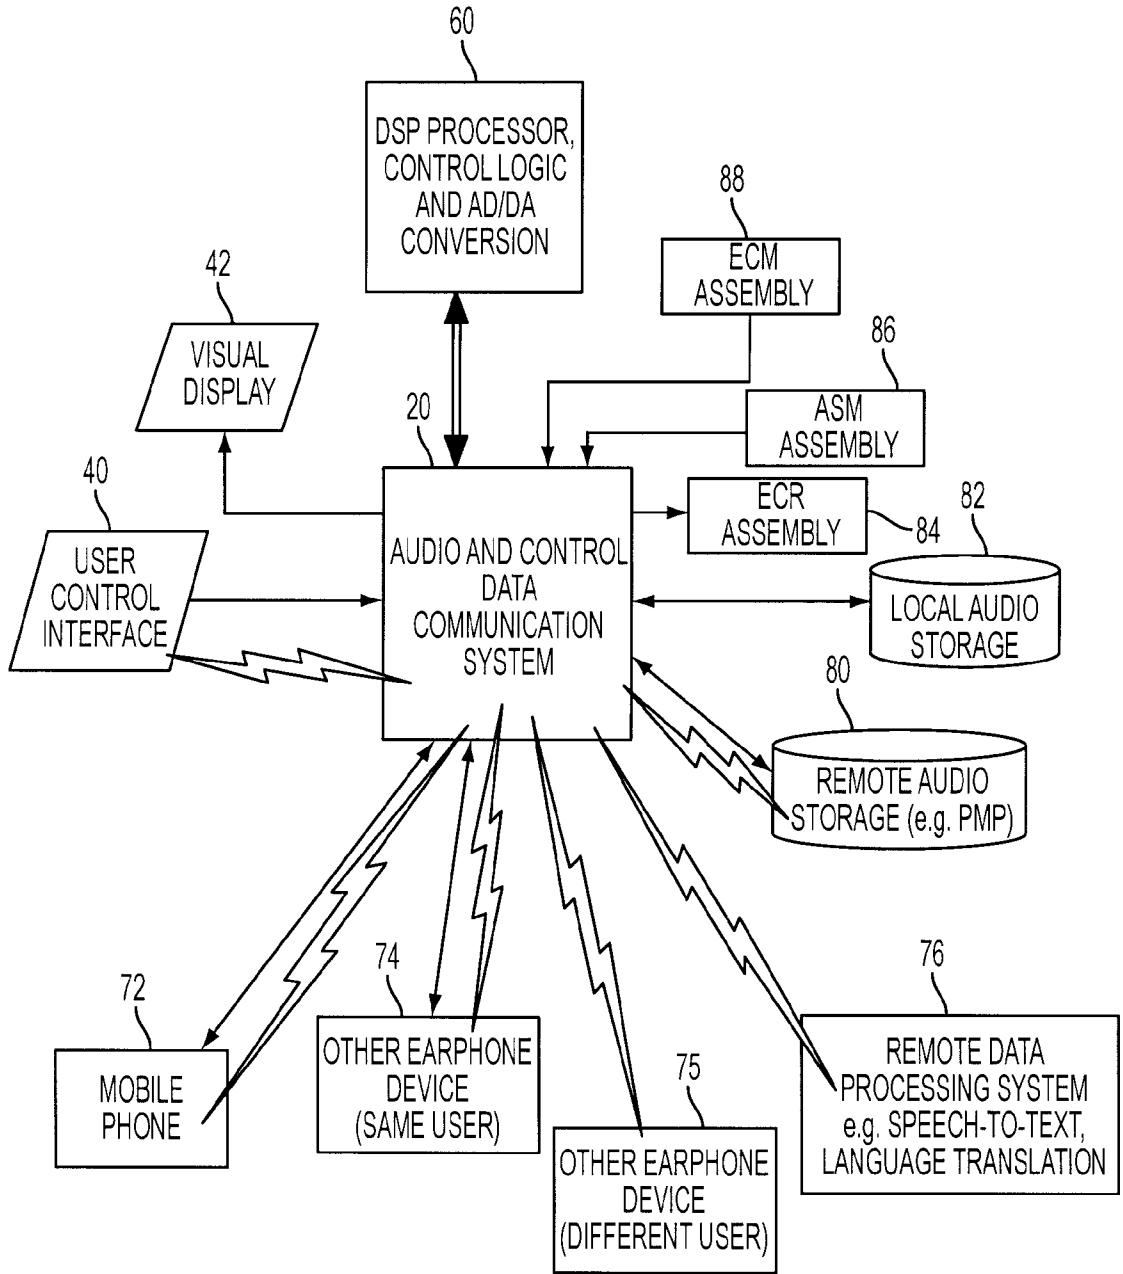 60
DSP PROCESSOR,
CONTROL LOGIC
AND AD/DA
CONVERSION
88
ECM
ASSEMBLY
42
VISUAL
DISPLAY
86
ASM
ASSEMBLY
20
40
USER
CONTROL
INTERFACE
ECR
ASSEMBLY
84
82
LOCAL AUDIO
STORAGE
AUDIO AND CONTROL
DATA
COMMUNICATION
SYSTEM
80
REMOTE AUDIO
STORAGE (e.g. PMP)
72
MOBILE
PHONE
74
OTHER EARPHONE
DEVICE
(SAME USER)
75
OTHER EARPHONE
DEVICE
(DIFFERENT USER)
76
REMOTE DATA
PROCESSING SYSTEM
e.g. SPEECH-TO-TEXT,
LANGUAGE TRANSLATION